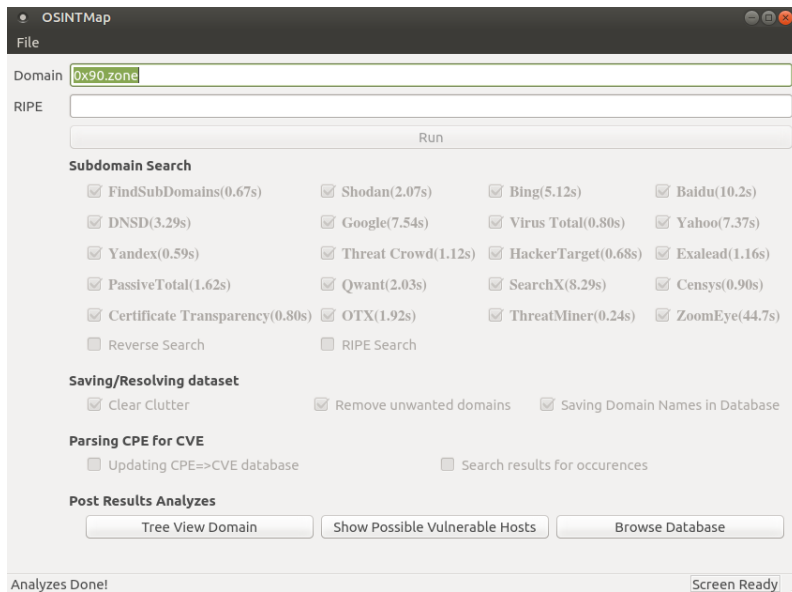 OSINTMap
File
Domain 0x90.zone
RIPE
Run
Subdomain Search
FindSubDomains(0.67s) Shodan(2.07s) Bing(5.12s) Baidu(10.2s)
DNSD(3.29s) Google(7.54s) Virus Total(0.80s) Yahoo(7.37s)
Yandex(0.59s) Threat Crowd(1.12s) HackerTarget(0.68s) Exalead(1.16s)
PassiveTotal(1.62s) Qwant(2.03s) SearchX(8.29s) Censys(0.90s)
Certificate Transparency(0.80s) OTX(1.92s) ThreatMiner(0.24s) ZoomEye(44.7s)
Reverse Search RIPE Search
Saving/Resolving dataset
Clear Clutter Remove unwanted domains Saving Domain Names in Database
Parsing CPE for CVE
Updating CPE=>CVE database Search results for occurences
Post Results Analyzes
Tree View Domain Show Possible Vulnerable Hosts Browse Database
Analyzes Done! Screen Ready